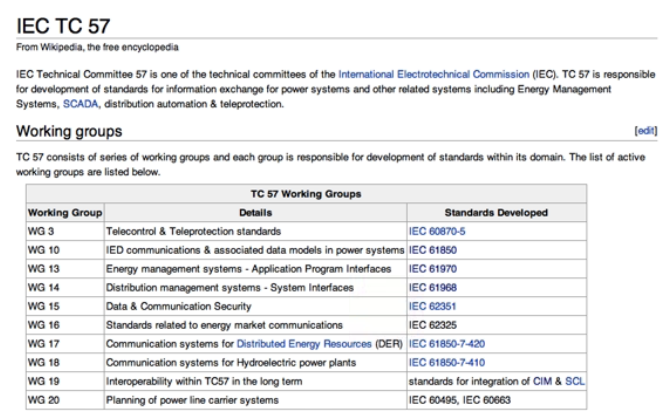 IEC TC 57
From Wikipedia, the free encyclopedia
IEC Technical Committee 57 is one of the technical committees of the International Electrotechnical Commission (IEC). TC 57 is responsible
for development of standards for information exchange for power systems and other related systems including Energy Management
Systems, SCADA, distribution automation & teleprotection.
Working groups [edit]
TC 57 consists of series of working groups and each group is responsible for development of standards within its domain. The list of active
working groups are listed below.
TC 57 Working Groups
Working Group Details Standards Developed
WG 3 Telecontrol & Teleprotection standards IEC 60870-5
WG 10 IED communications & associated data models in power systems IEC 61850
WG 13 Energy management systems - Application Program Interfaces IEC 61970
WG 14 Distribution management systems - System Interfaces IEC 61968
WG 15 Data & Communication Security IEC 62351
WG 16 Standards related to energy market communications IEC 62325
WG 17 Communication systems for Distributed Energy Resources (DER) IEC 61850-7-420
WG 18 Communication systems for Hydroelectric power plants IEC 61850-7-410
WG 19 Interoperability within TC57 in the long term standards for integration of CIM & SCL
WG 20 Planning of power line carrier systems IEC 60495, IEC 60663